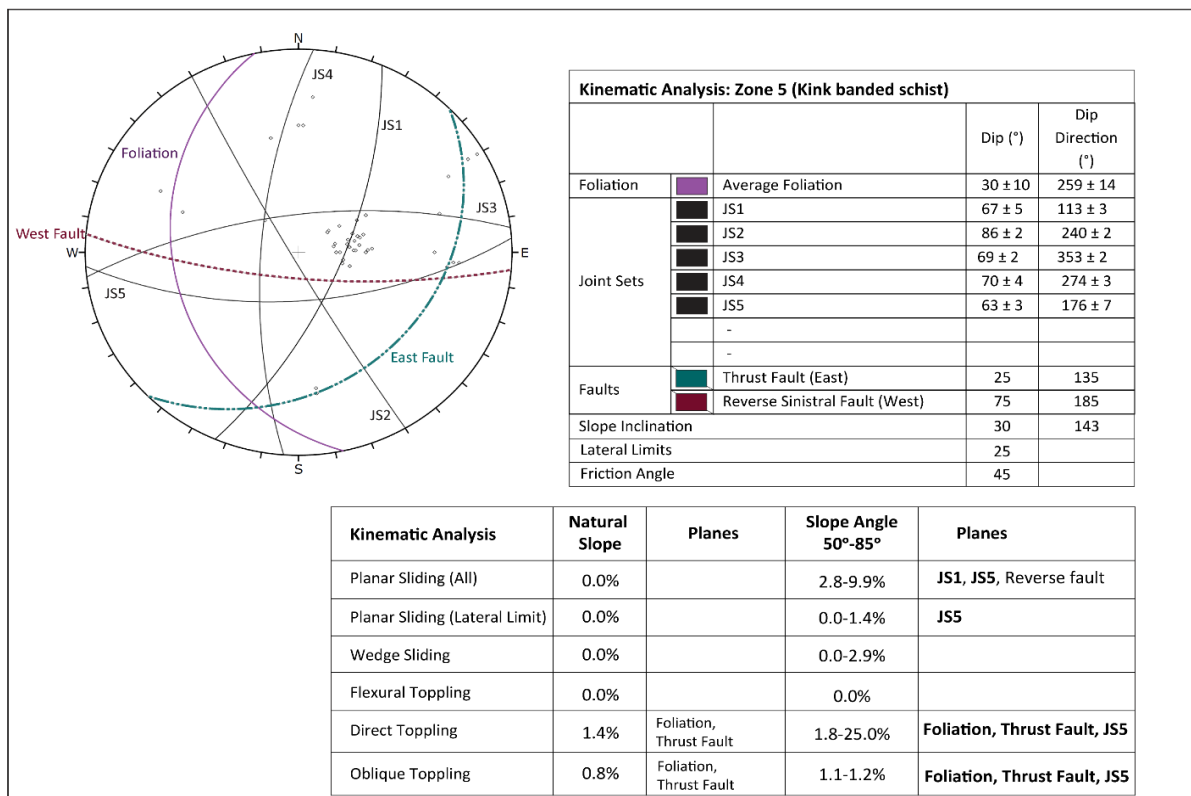 N
JS4
JS1
Foliation
JS3
West Fault
W
E
JS5
East Fault
JS2
S
Kinematic Analysis: Zone 5 (Kink banded schist)
Dip (°) Dip Direction (°)
Foliation Average Foliation 30 ± 10 259 ± 14
Joint Sets
JS1 67 ± 5 113 ± 3
JS2 86 ± 2 240 ± 2
JS3 69 ± 2 353 ± 2
JS4 70 ± 4 274 ± 3
JS5 63 ± 3 176 ± 7
-
-
Faults
Thrust Fault (East) 25 135
Reverse Sinistral Fault (West) 75 185
Slope Inclination 30 143
Lateral Limits 25
Friction Angle 45
Kinematic Analysis Natural Slope Planes Slope Angle 50°-85° Planes
Planar Sliding (All) 0.0% 2.8-9.9% JS1, JS5, Reverse fault
Planar Sliding (Lateral Limit) 0.0% 0.0-1.4% JS5
Wedge Sliding 0.0% 0.0-2.9%
Flexural Toppling 0.0% 0.0%
Direct Toppling 1.4% Foliation, Thrust Fault 1.8-25.0% Foliation, Thrust Fault, JS5
Oblique Toppling 0.8% Foliation, Thrust Fault 1.1-1.2% Foliation, Thrust Fault, JS5